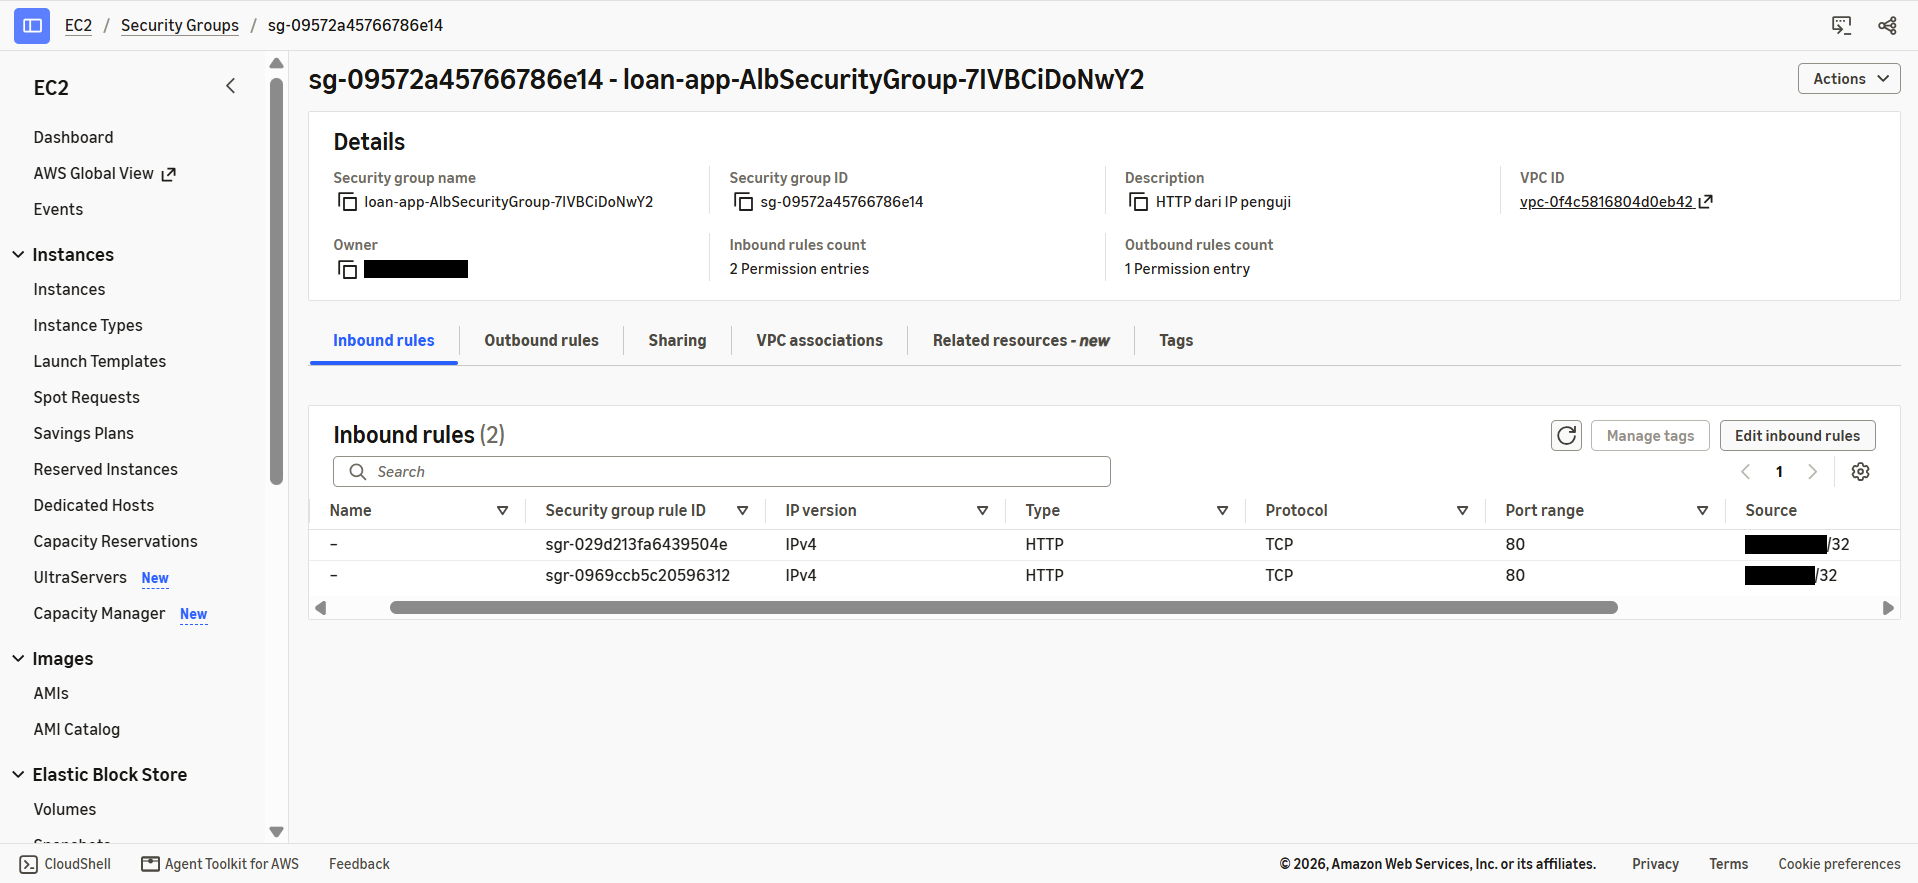 EC2 / Security Groups / sg-09572a45766786e14
EC2
Dashboard
AWS Global View
Events
Instances
Instances
Instance Types
Launch Templates
Spot Requests
Savings Plans
Reserved Instances
Dedicated Hosts
Capacity Reservations
UltraServers New
Capacity Manager New
Images
AMIs
AMI Catalog
Elastic Block Store
Volumes
Snapshots
sg-09572a45766786e14 - loan-app-AlbSecurityGroup-7IVBCiDoNwY2
Actions
Details
Security group name
loan-app-AlbSecurityGroup-7IVBCiDoNwY2
Security group ID
sg-09572a45766786e14
Description
HTTP dari IP penguji
VPC ID
vpc-0f4c5816804d0eb42
Owner
Inbound rules count
2 Permission entries
Outbound rules count
1 Permission entry
Inbound rules
Outbound rules
Sharing
VPC associations
Related resources - new
Tags
Inbound rules (2)
Manage tags
Edit inbound rules
Search
1
Name Security group rule ID IP version Type Protocol Port range Source
– sgr-029d213fa6439504e IPv4 HTTP TCP 80 /32
– sgr-0969ccb5c20596312 IPv4 HTTP TCP 80 /32
CloudShell Agent Toolkit for AWS Feedback © 2026, Amazon Web Services, Inc. or its affiliates. Privacy Terms Cookie preferences